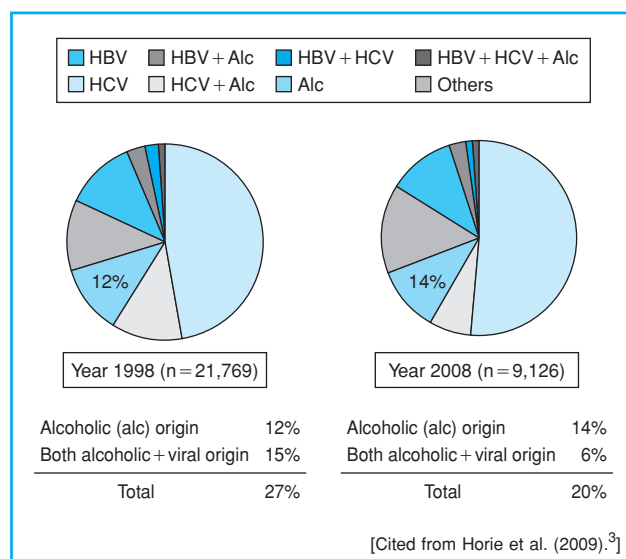 HBV HBV+Alc HBV+HCV HBV+HCV+Alc
HCV HCV+Alc Alc Others
12% 14%
Year 1998 (n=21,769) Year 2008 (n=9,126)
Alcoholic (alc) origin 12% Alcoholic (alc) origin 14%
Both alcoholic+viral origin 15% Both alcoholic+viral origin 6%
Total 27% Total 20%
[Cited from Horie et al. (2009).3]